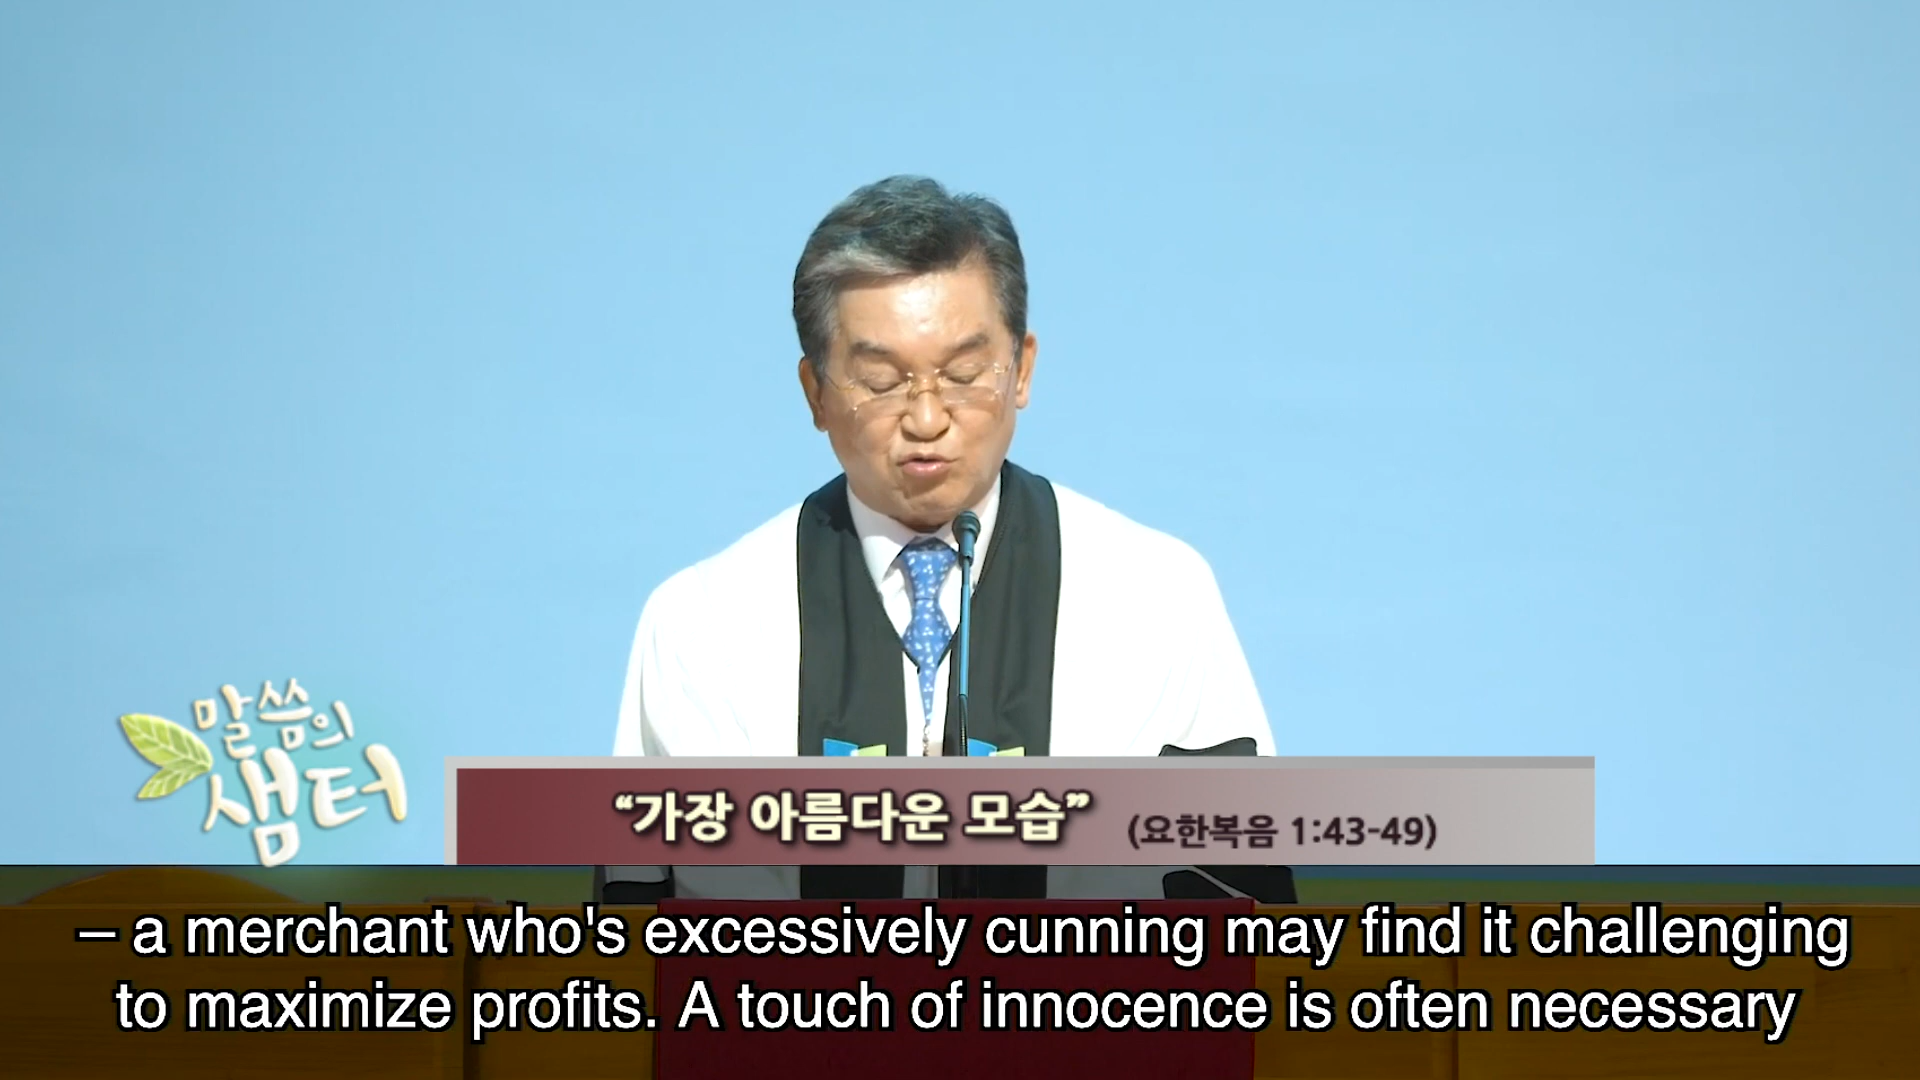 말씀의
샘터
“가장 아름다운 모습” (요한복음 1:43-49)
– a merchant who's excessively cunning may find it challenging
to maximize profits. A touch of innocence is often necessary